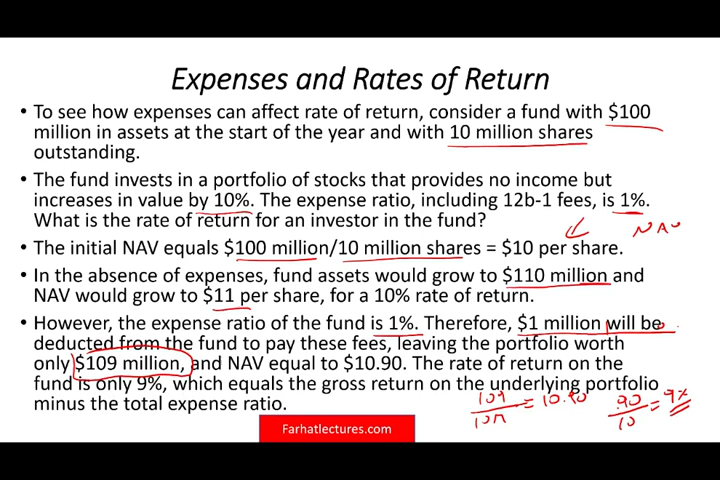 Expenses and Rates of Return
• To see how expenses can affect rate of return, consider a fund with $100
million in assets at the start of the year and with 10 million shares
outstanding.
• The fund invests in a portfolio of stocks that provides no income but
increases in value by 10%. The expense ratio, including 12b-1 fees, is 1%.
What is the rate of return for an investor in the fund?
NAV
• The initial NAV equals $100 million/10 million shares = $10 per share.
• In the absence of expenses, fund assets would grow to $110 million and
NAV would grow to $11 per share, for a 10% rate of return.
• However, the expense ratio of the fund is 1%. Therefore, $1 million will be
deducted from the fund to pay these fees, leaving the portfolio worth
only $109 million, and NAV equal to $10.90. The rate of return on the
fund is only 9%, which equals the gross return on the underlying portfolio
minus the total expense ratio.
109/10M = 10.90
.90/10 = 9%
Farhatlectures.com